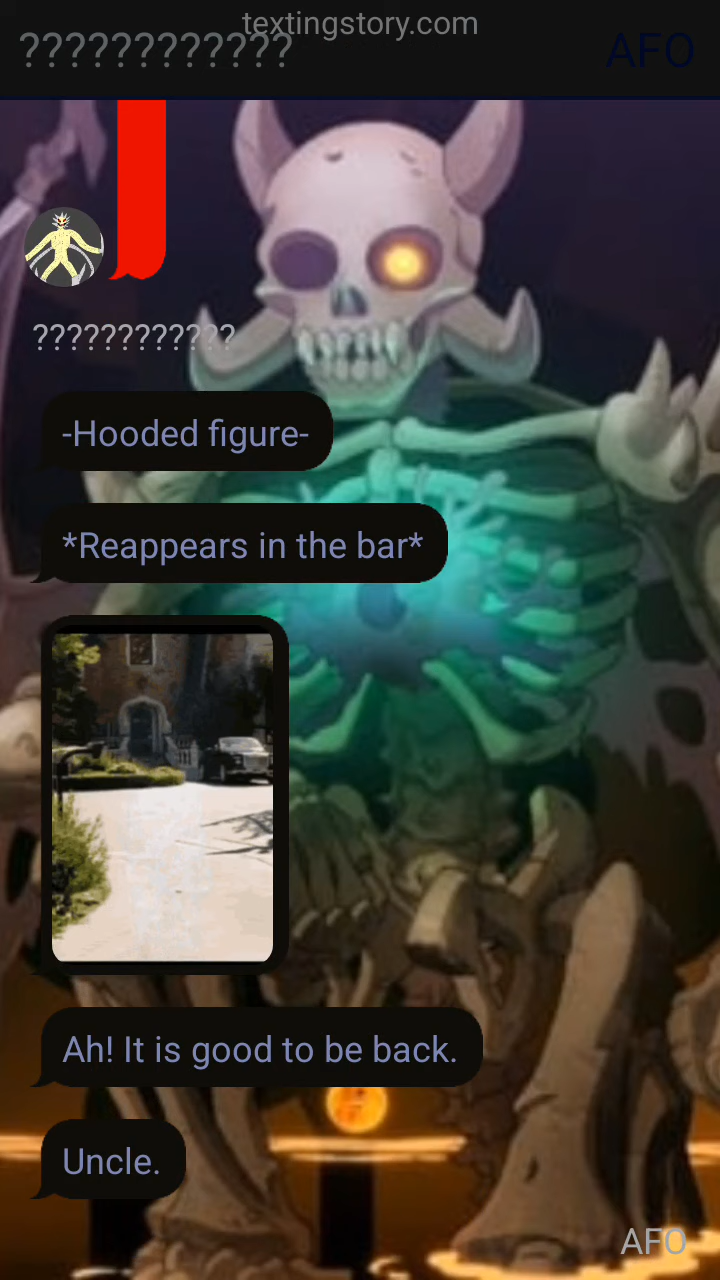 textingstory.com
???????????? AFO
????????????
-Hooded figure-
*Reappears in the bar*
Ah! It is good to be back.
Uncle.
AFO